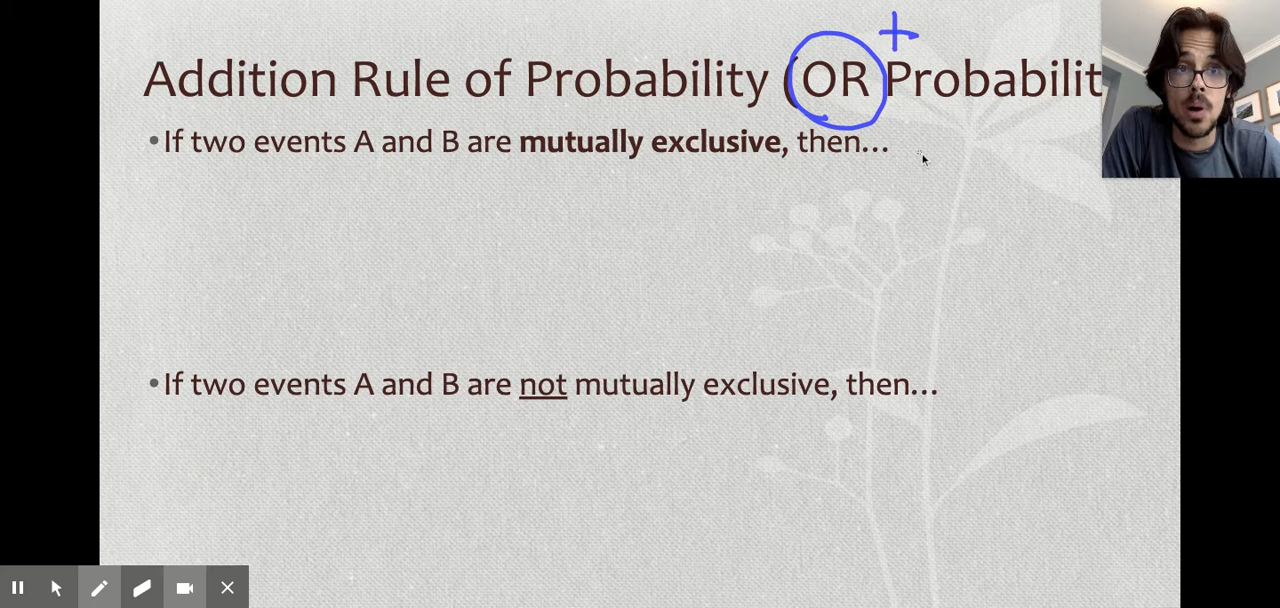 Addition Rule of Probability (OR Probabilit
+
•If two events A and B are mutually exclusive, then…
•If two events A and B are not mutually exclusive, then…